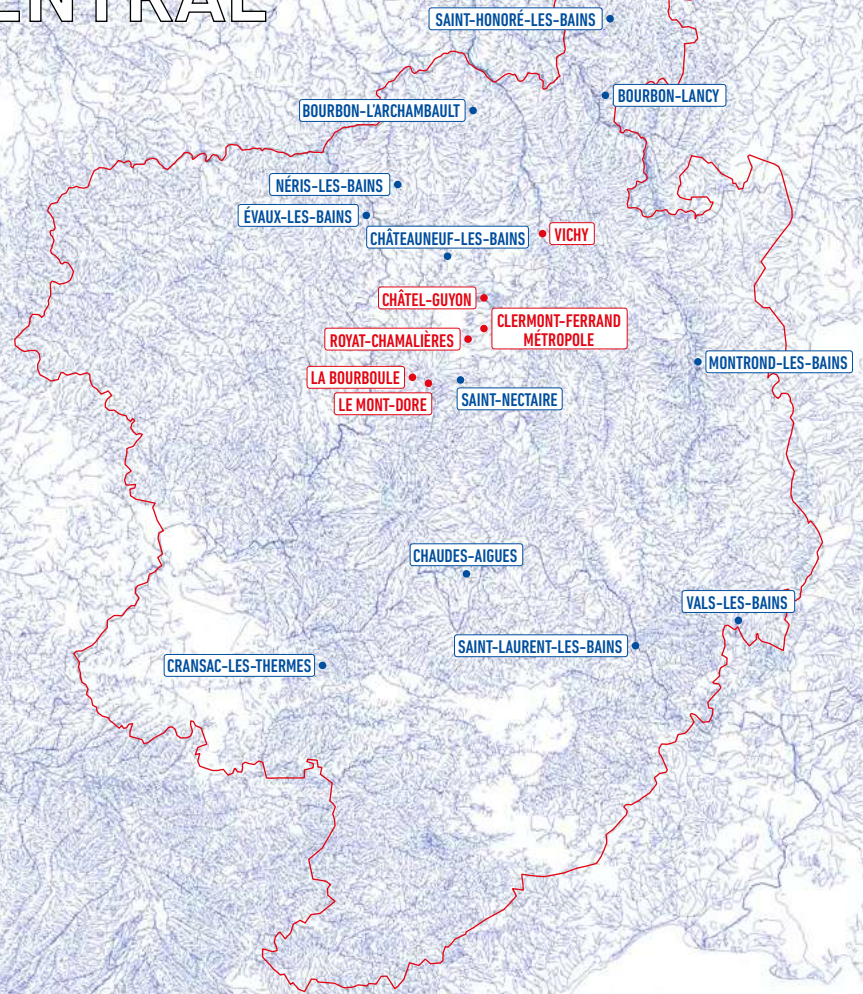 ENTRAL
SAINT-HONORÉ-LES-BAINS
BOURBON-LANCY
BOURBON-L'ARCHAMBAULT
NÉRIS-LES-BAINS
ÉVAUX-LES-BAINS
CHÂTEAUNEUF-LES-BAINS
VICHY
CHÂTEL-GUYON
CLERMONT-FERRAND
MÉTROPOLE
ROYAT-CHAMALIÈRES
MONTROND-LES-BAINS
LA BOURBOULE
LE MONT-DORE
SAINT-NECTAIRE
CHAUDES-AIGUES
VALS-LES-BAINS
SAINT-LAURENT-LES-BAINS
CRANSAC-LES-THERMES